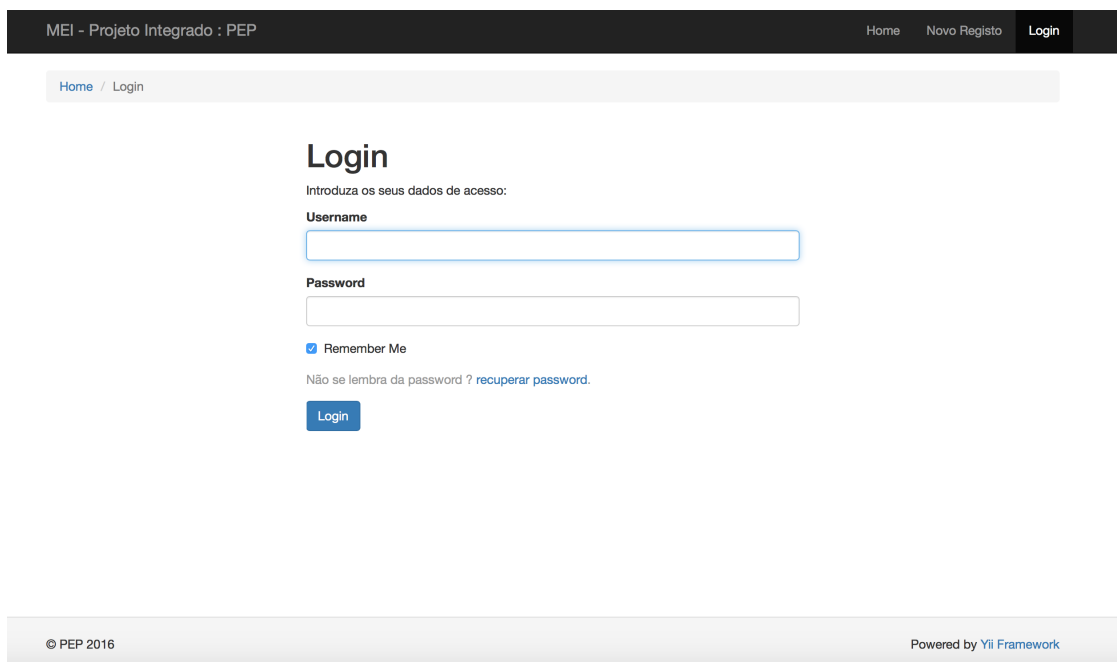 MEI - Projeto Integrado : PEP Home Novo Registo Login
Home / Login
Login
Introduza os seus dados de acesso:
Username
Password
Remember Me
Não se lembra da password ? recuperar password.
Login
© PEP 2016 Powered by Yii Framework